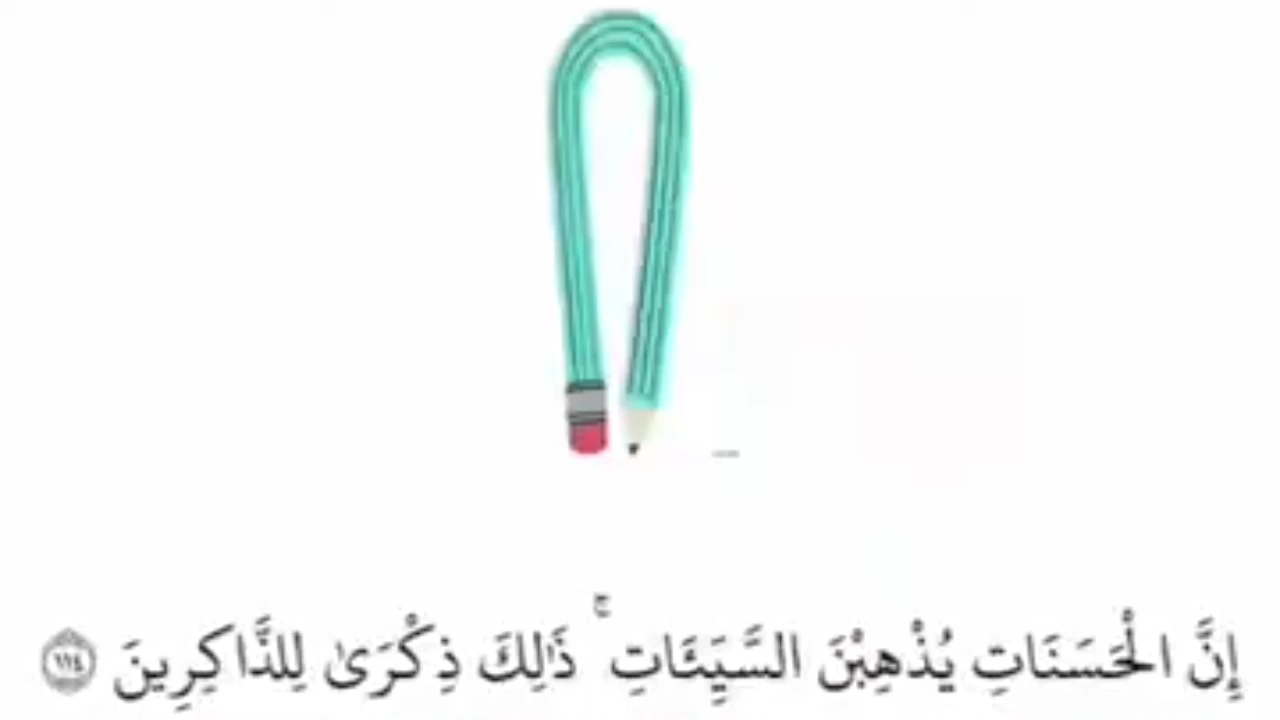 إِنَّ الْحَسَنَاتِ يُذْهِبْنَ السَّيِّئَاتِ ۚ ذَٰلِكَ ذِكْرَىٰ لِلذَّاكِرِينَ ١١٤